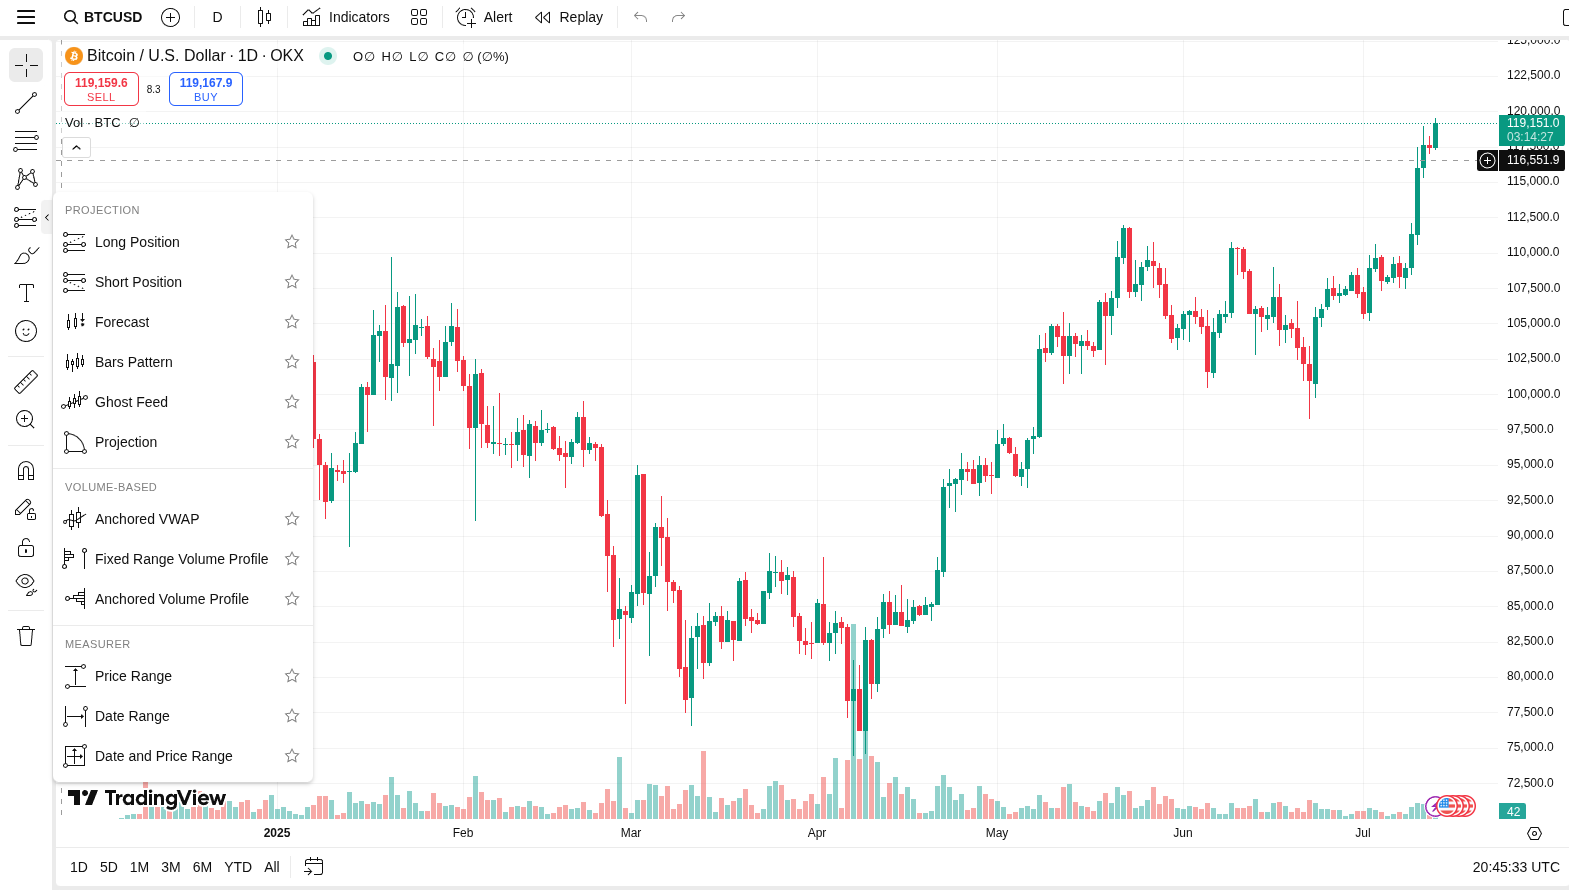 BTCUSD D Indicators Alert Replay
Bitcoin / U.S. Dollar · 1D · OKX O∅ H∅ L∅ C∅ ∅ (∅%)
119,159.6 SELL 8.3 119,167.9 BUY
Vol · BTC ∅
PROJECTION
Long Position
Short Position
Forecast
Bars Pattern
Ghost Feed
Projection
VOLUME-BASED
Anchored VWAP
Fixed Range Volume Profile
Anchored Volume Profile
MEASURER
Price Range
Date Range
Date and Price Range
TradingView
125,000.0
122,500.0
120,000.0
119,151.0
03:14:27
116,551.9
115,000.0
112,500.0
110,000.0
107,500.0
105,000.0
102,500.0
100,000.0
97,500.0
95,000.0
92,500.0
90,000.0
87,500.0
85,000.0
82,500.0
80,000.0
77,500.0
75,000.0
72,500.0
42
2025 Feb Mar Apr May Jun Jul
1D 5D 1M 3M 6M YTD All 20:45:33 UTC